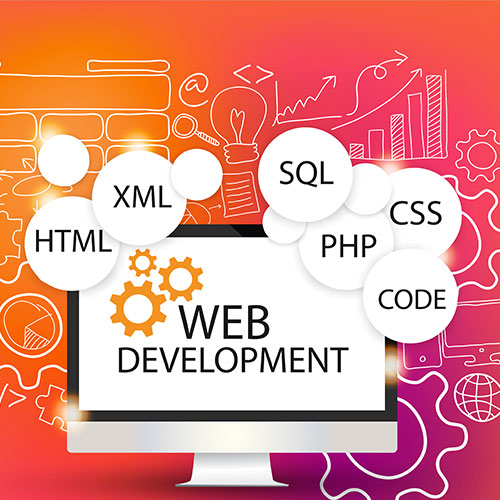 @
SQL
XML
CSS
HTML
PHP
CODE
WEB
DEVELOPMENT